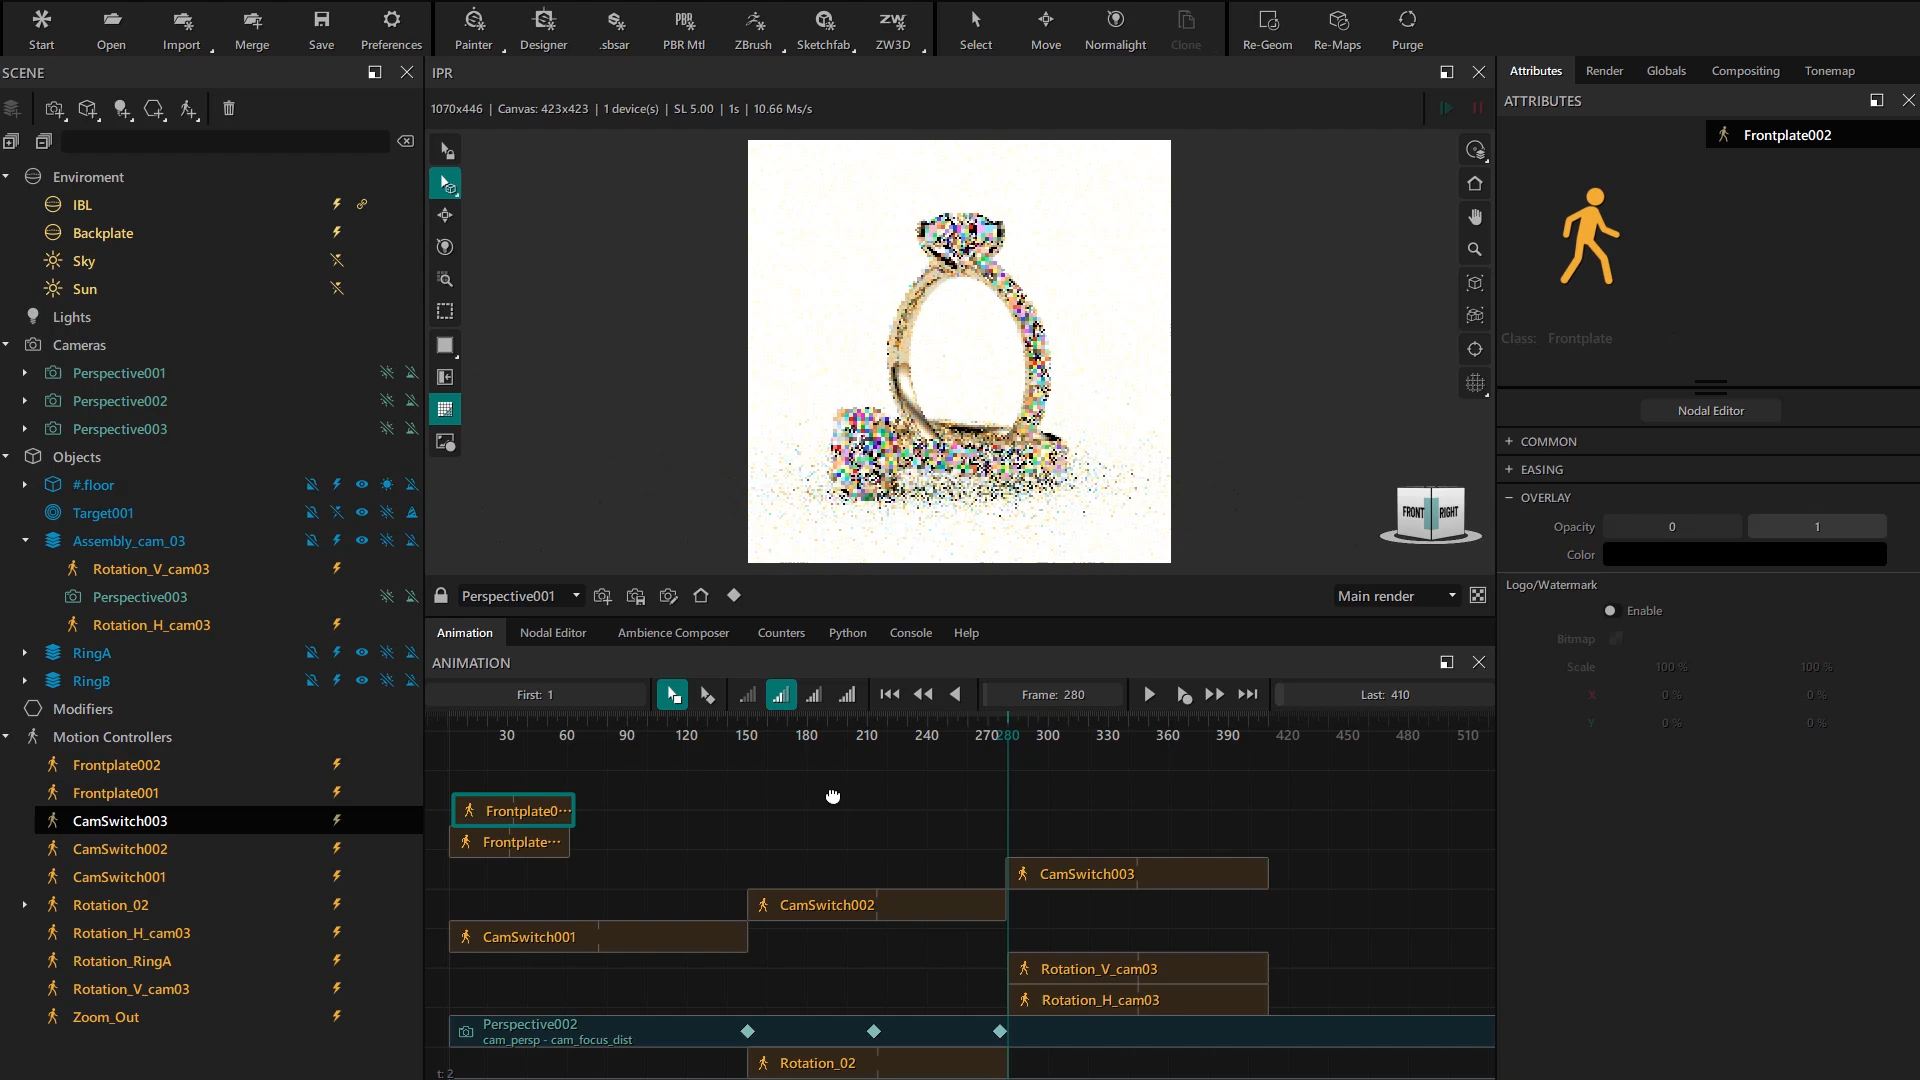 Start
Open
Import
Merge
Save
Preferences
Painter
Designer
.sbsar
PBR Mtl
ZBrush
Sketchfab
ZW3D
Select
Move
Normalight
Clone
Re-Geom
Re-Maps
Purge
SCENE
IPR
Attributes
Render
Globals
Compositing
Tonemap
1070x446 | Canvas: 423x423 | 1 device(s) | SL 5.00 | 1s | 10.66 Ms/s
ATTRIBUTES
Frontplate002
Enviroment
IBL
Backplate
Sky
Sun
Lights
Cameras
Perspective001
Perspective002
Perspective003
Objects
#.floor
Target001
Assembly_cam_03
Rotation_V_cam03
Perspective003
Rotation_H_cam03
RingA
RingB
Modifiers
Motion Controllers
Frontplate002
Frontplate001
CamSwitch003
CamSwitch002
CamSwitch001
Rotation_02
Rotation_H_cam03
Rotation_RingA
Rotation_V_cam03
Zoom_Out
FRONT
RIGHT
Class: Frontplate
Nodal Editor
+ COMMON
+ EASING
− OVERLAY
Opacity 0 1
Color
Logo/Watermark
Enable
Bitmap
Scale 100 % 100 %
X 0 % 0 %
Y 0 % 0 %
Perspective001
Main render
Animation
Nodal Editor
Ambience Composer
Counters
Python
Console
Help
ANIMATION
First: 1
Frame: 280
Last: 410
30 60 90 120 150 180 210 240 270 280 300 330 360 390 420 450 480 510
Frontplate0···
Frontplate···
CamSwitch003
CamSwitch002
CamSwitch001
Rotation_V_cam03
Rotation_H_cam03
Perspective002
cam_persp - cam_focus_dist
Rotation_02
t: 2